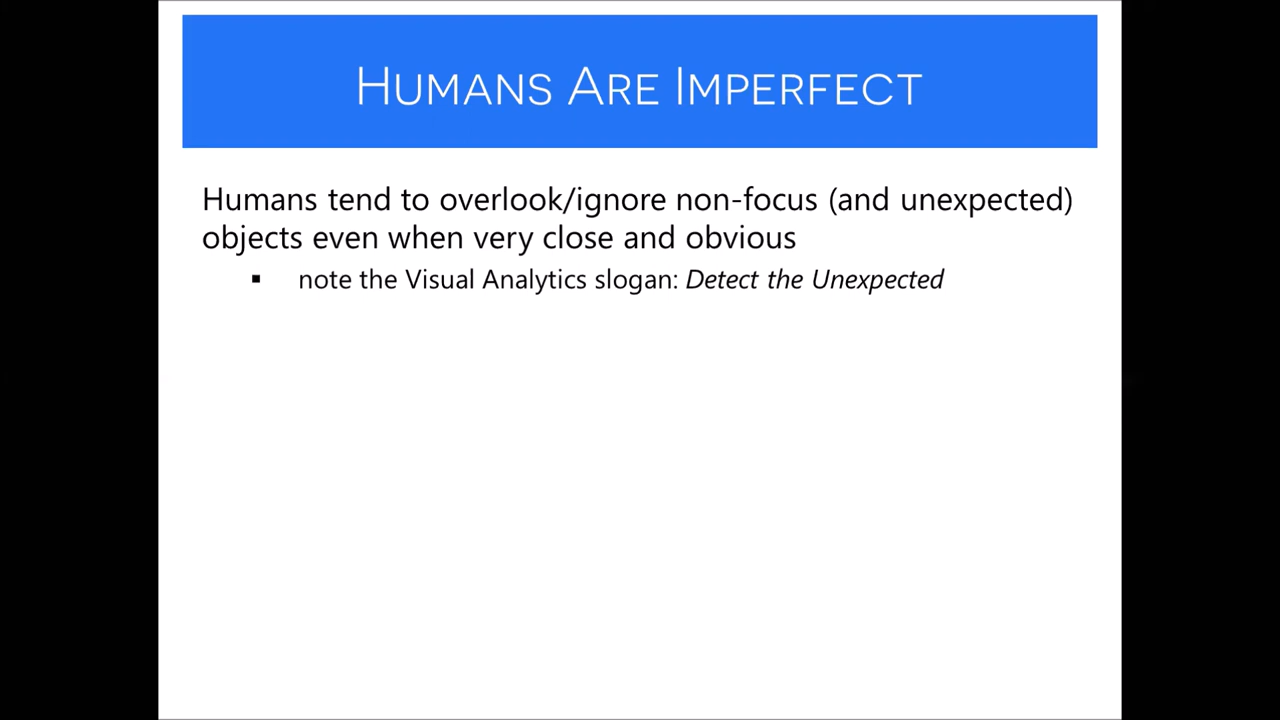 Humans Are Imperfect
Humans tend to overlook/ignore non-focus (and unexpected)
objects even when very close and obvious
▪ note the Visual Analytics slogan: Detect the Unexpected